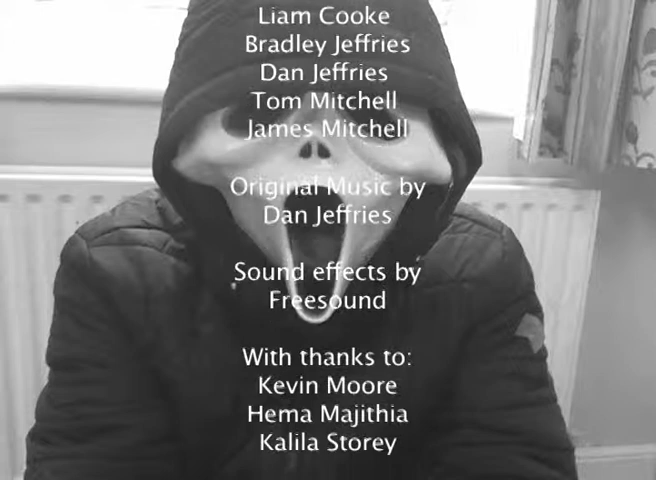 Liam Cooke
Bradley Jeffries
Dan Jeffries
Tom Mitchell
James Mitchell
Original Music by
Dan Jeffries
Sound effects by
Freesound
With thanks to:
Kevin Moore
Hema Majithia
Kalila Storey